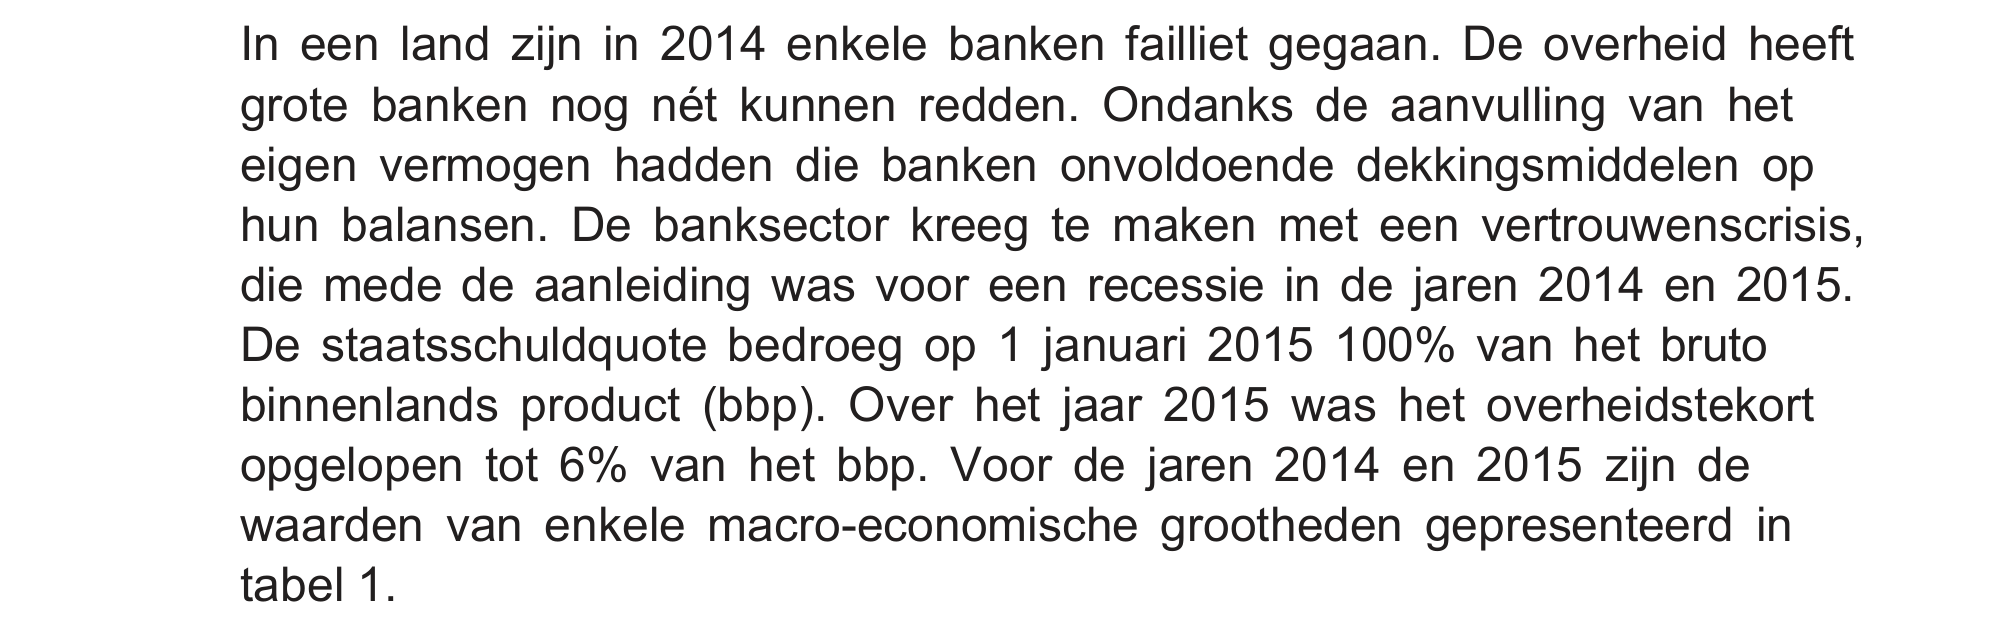 In een land zijn in 2014 enkele banken failliet gegaan. De overheid heeft
grote banken nog nét kunnen redden. Ondanks de aanvulling van het
eigen vermogen hadden die banken onvoldoende dekkingsmiddelen op
hun balansen. De banksector kreeg te maken met een vertrouwenscrisis,
die mede de aanleiding was voor een recessie in de jaren 2014 en 2015.
De staatsschuldquote bedroeg op 1 januari 2015 100% van het bruto
binnenlands product (bbp). Over het jaar 2015 was het overheidstekort
opgelopen tot 6% van het bbp. Voor de jaren 2014 en 2015 zijn de
waarden van enkele macro-economische grootheden gepresenteerd in
tabel 1.